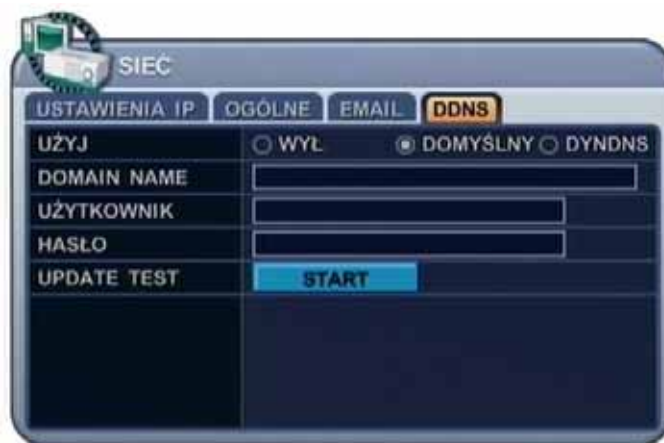 SIEĆ
USTAWIENIA IP OGÓLNE EMAIL DDNS
UŻYJ WYŁ DOMYŚLNY DYNDNS
DOMAIN NAME
UŻYTKOWNIK
HASŁO
UPDATE TEST START